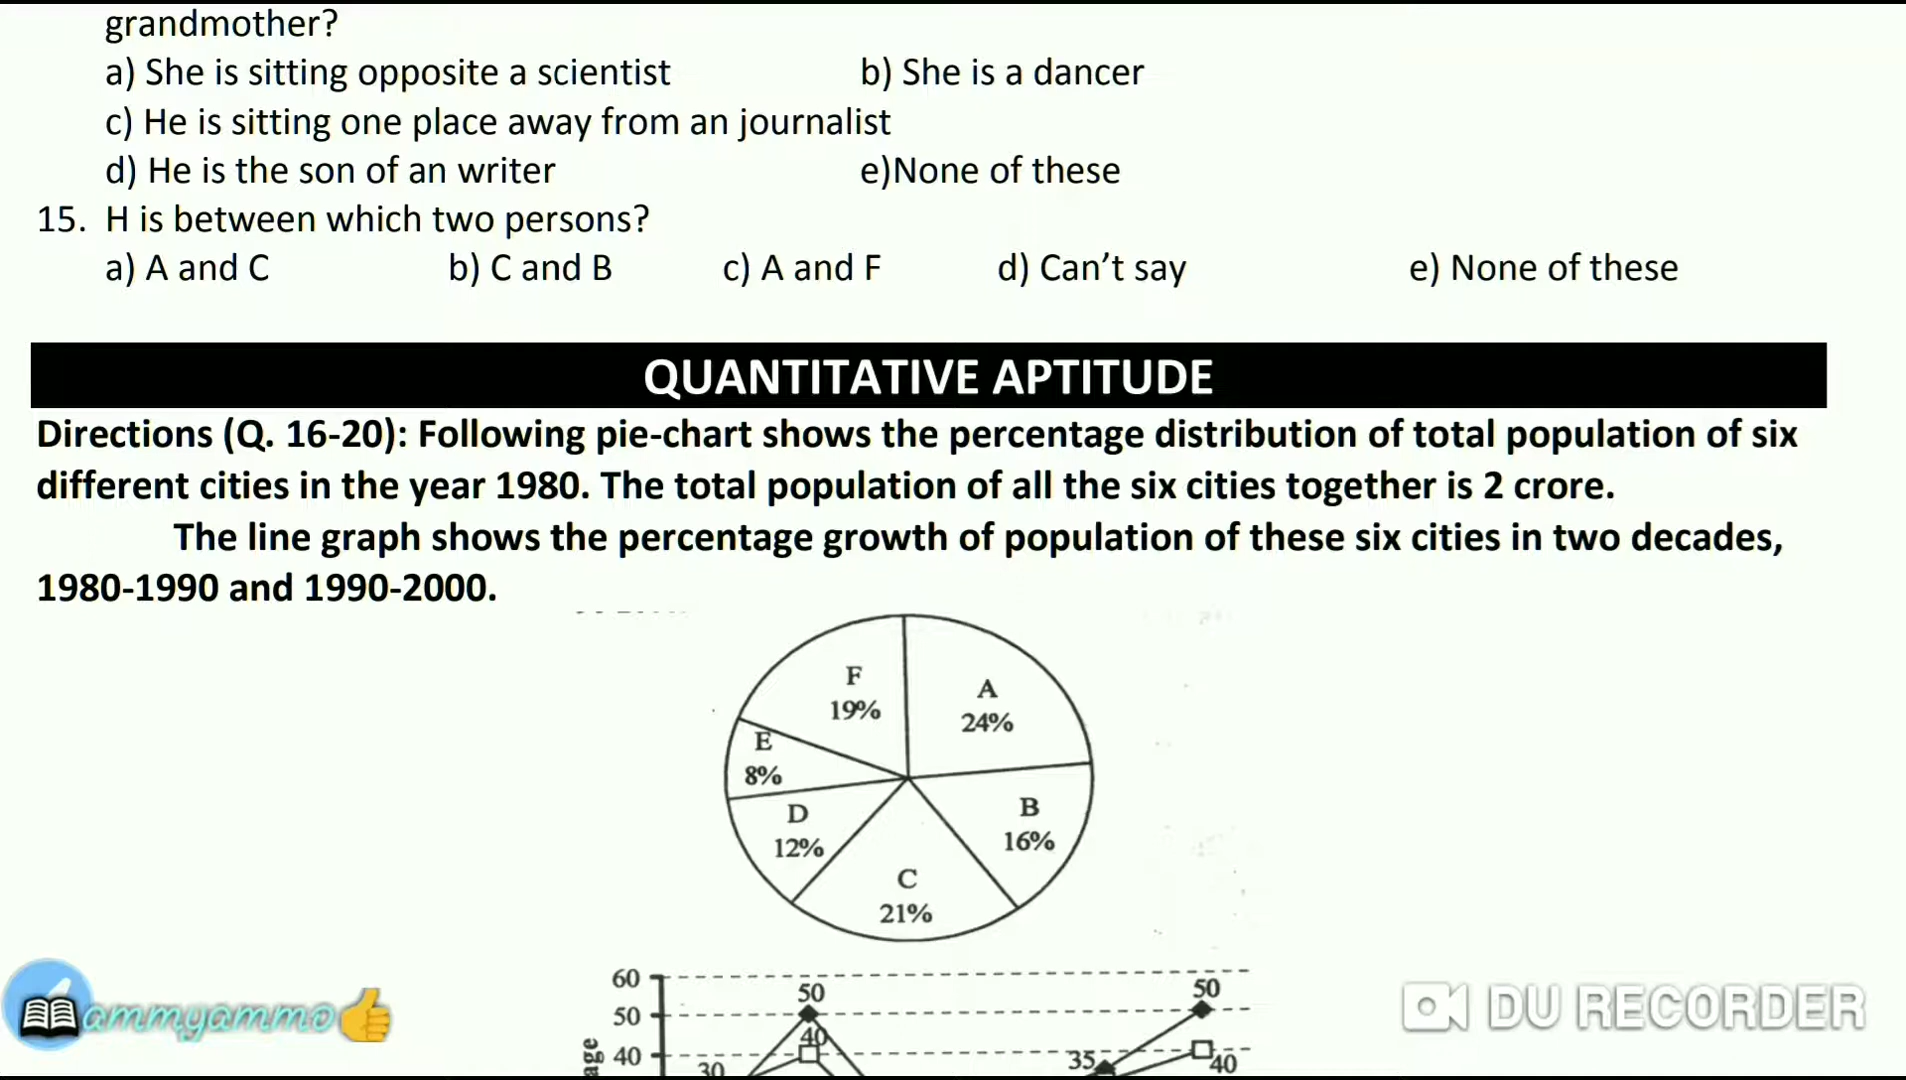 grandmother?
a) She is sitting opposite a scientist b) She is a dancer
c) He is sitting one place away from an journalist
d) He is the son of an writer e)None of these
15. H is between which two persons?
a) A and C b) C and B c) A and F d) Can't say e) None of these
QUANTITATIVE APTITUDE
Directions (Q. 16-20): Following pie-chart shows the percentage distribution of total population of six
different cities in the year 1980. The total population of all the six cities together is 2 crore.
The line graph shows the percentage growth of population of these six cities in two decades,
1980-1990 and 1990-2000.
F
19%
A
24%
E
8%
B
16%
D
12%
C
21%
60
50
50
50
40
40
30
35
40
ammyammo
DU RECORDER